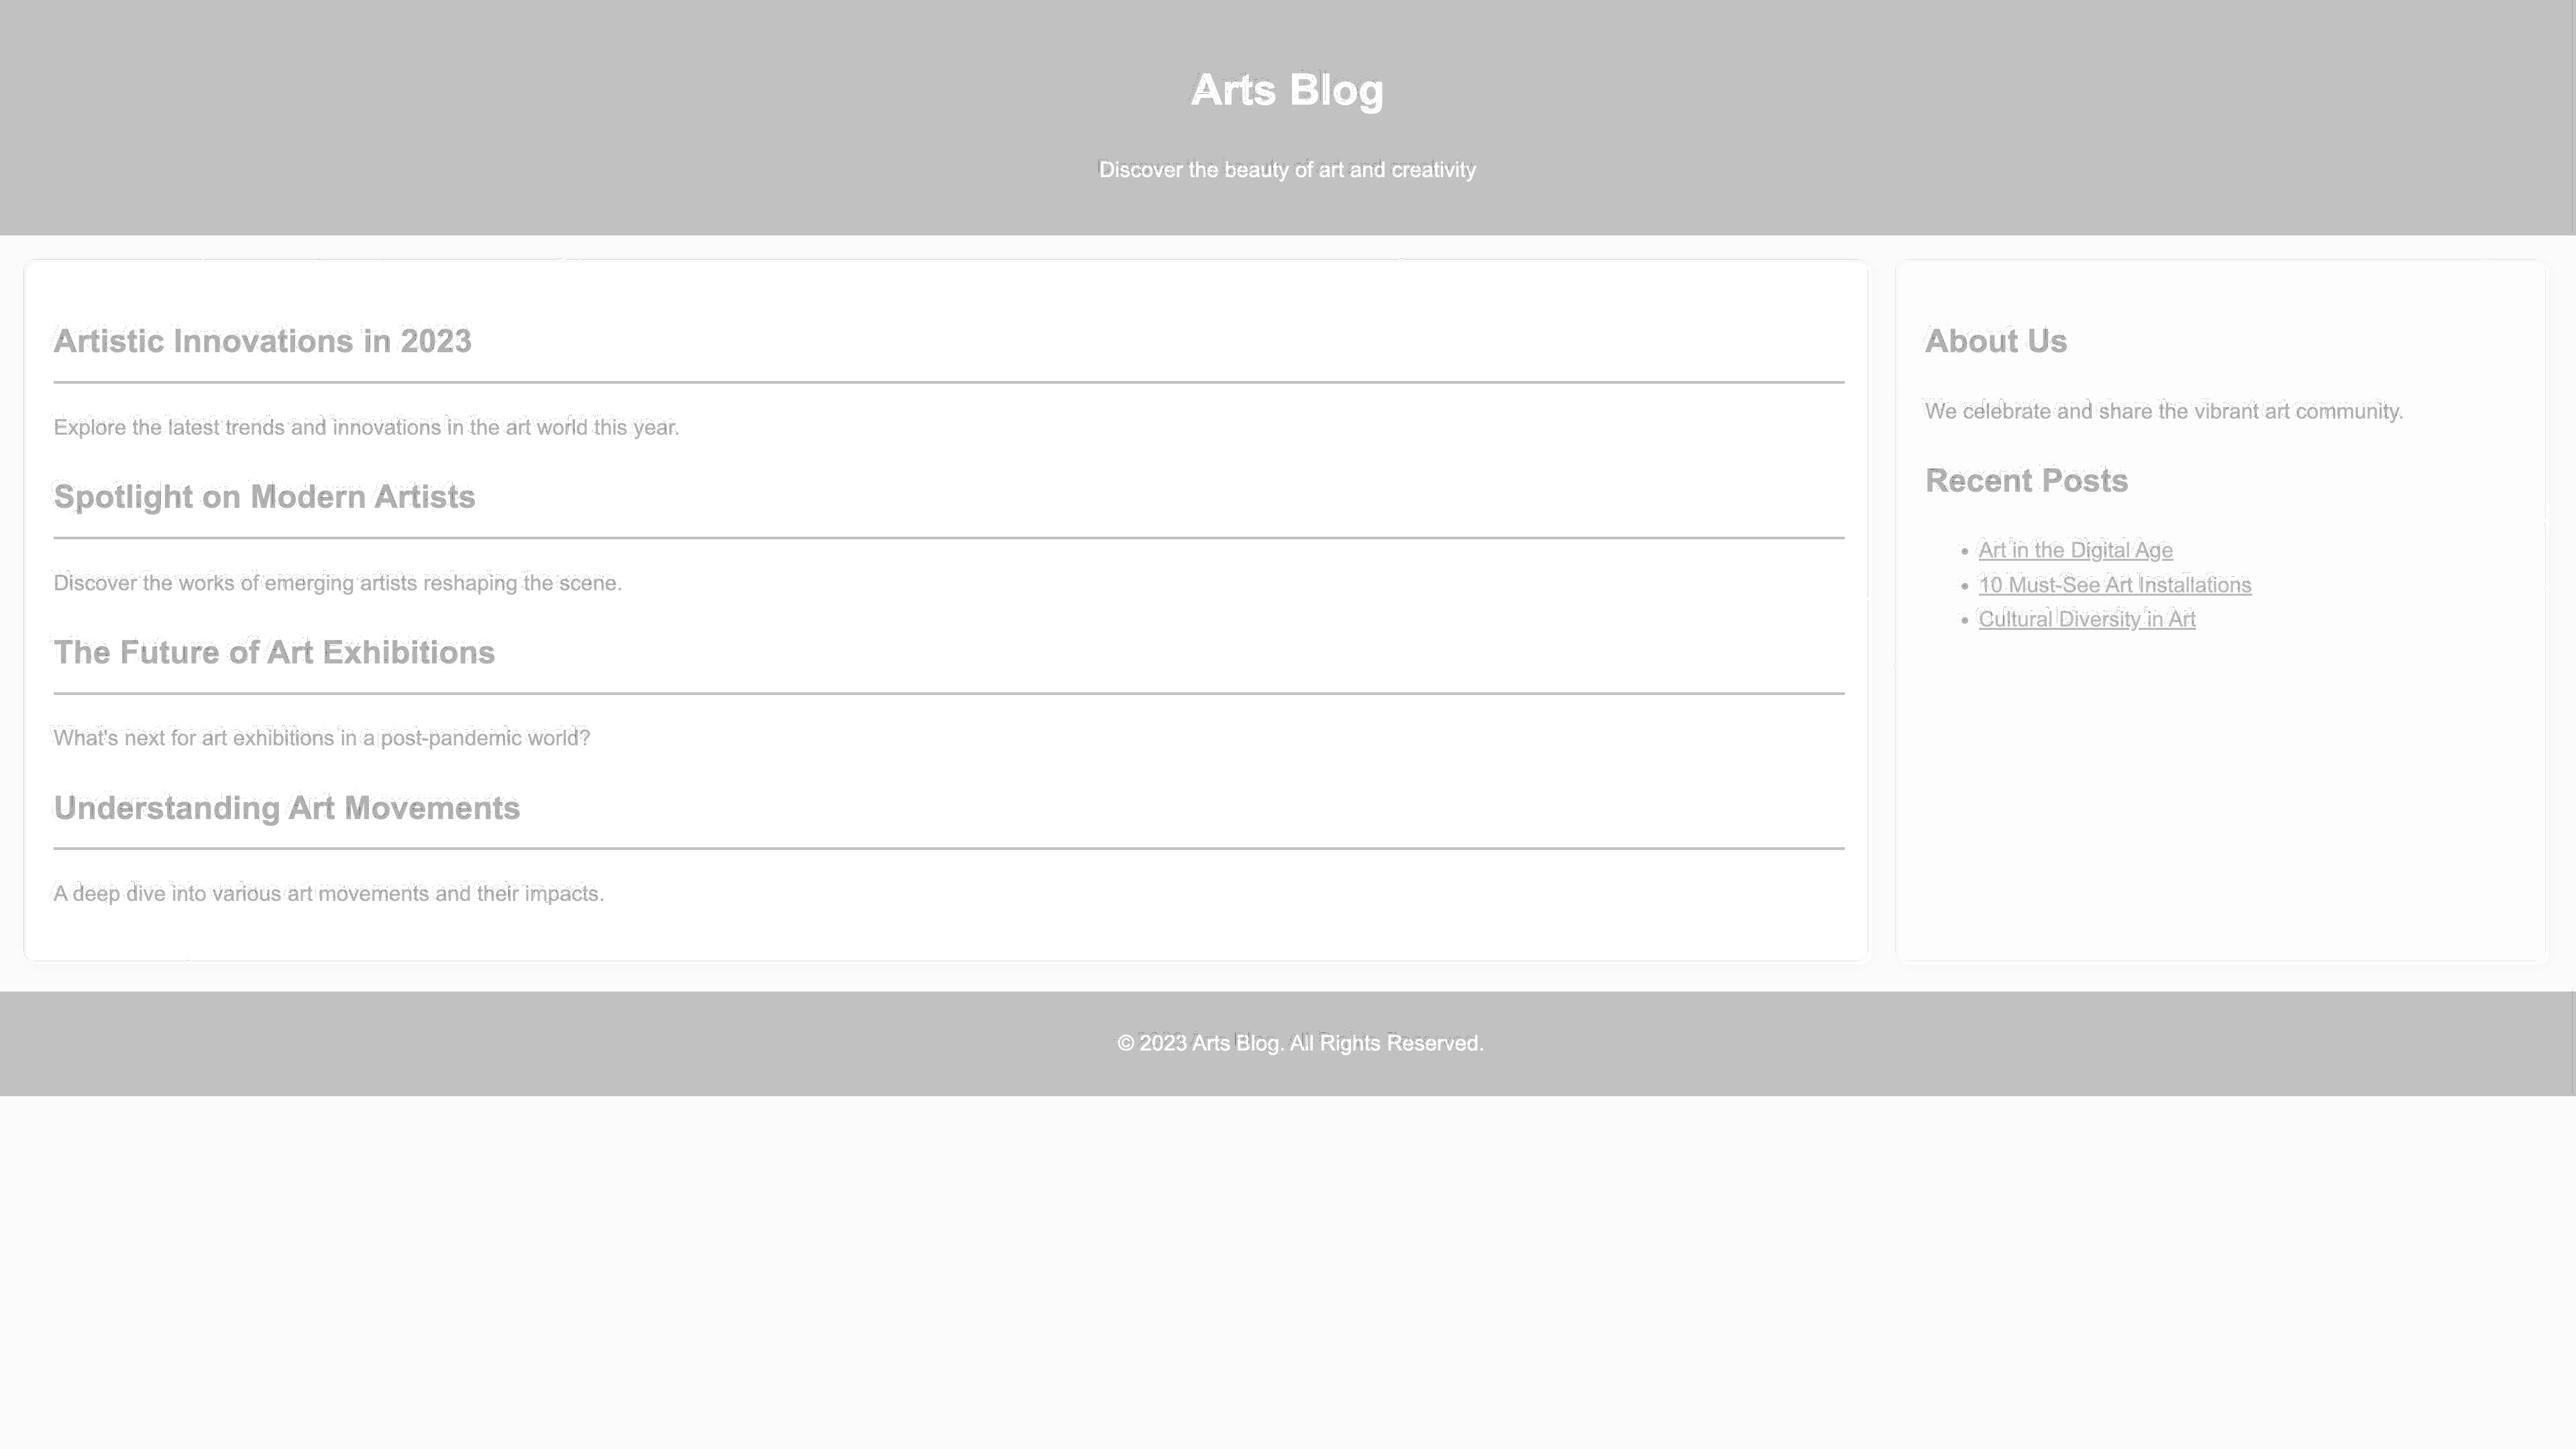 Arts Blog
Discover the beauty of art and creativity
Artistic Innovations in 2023
Explore the latest trends and innovations in the art world this year.
Spotlight on Modern Artists
Discover the works of emerging artists reshaping the scene.
The Future of Art Exhibitions
What's next for art exhibitions in a post-pandemic world?
Understanding Art Movements
A deep dive into various art movements and their impacts.
About Us
We celebrate and share the vibrant art community.
Recent Posts
• Art in the Digital Age
• 10 Must-See Art Installations
• Cultural Diversity in Art
© 2023 Arts Blog. All Rights Reserved.